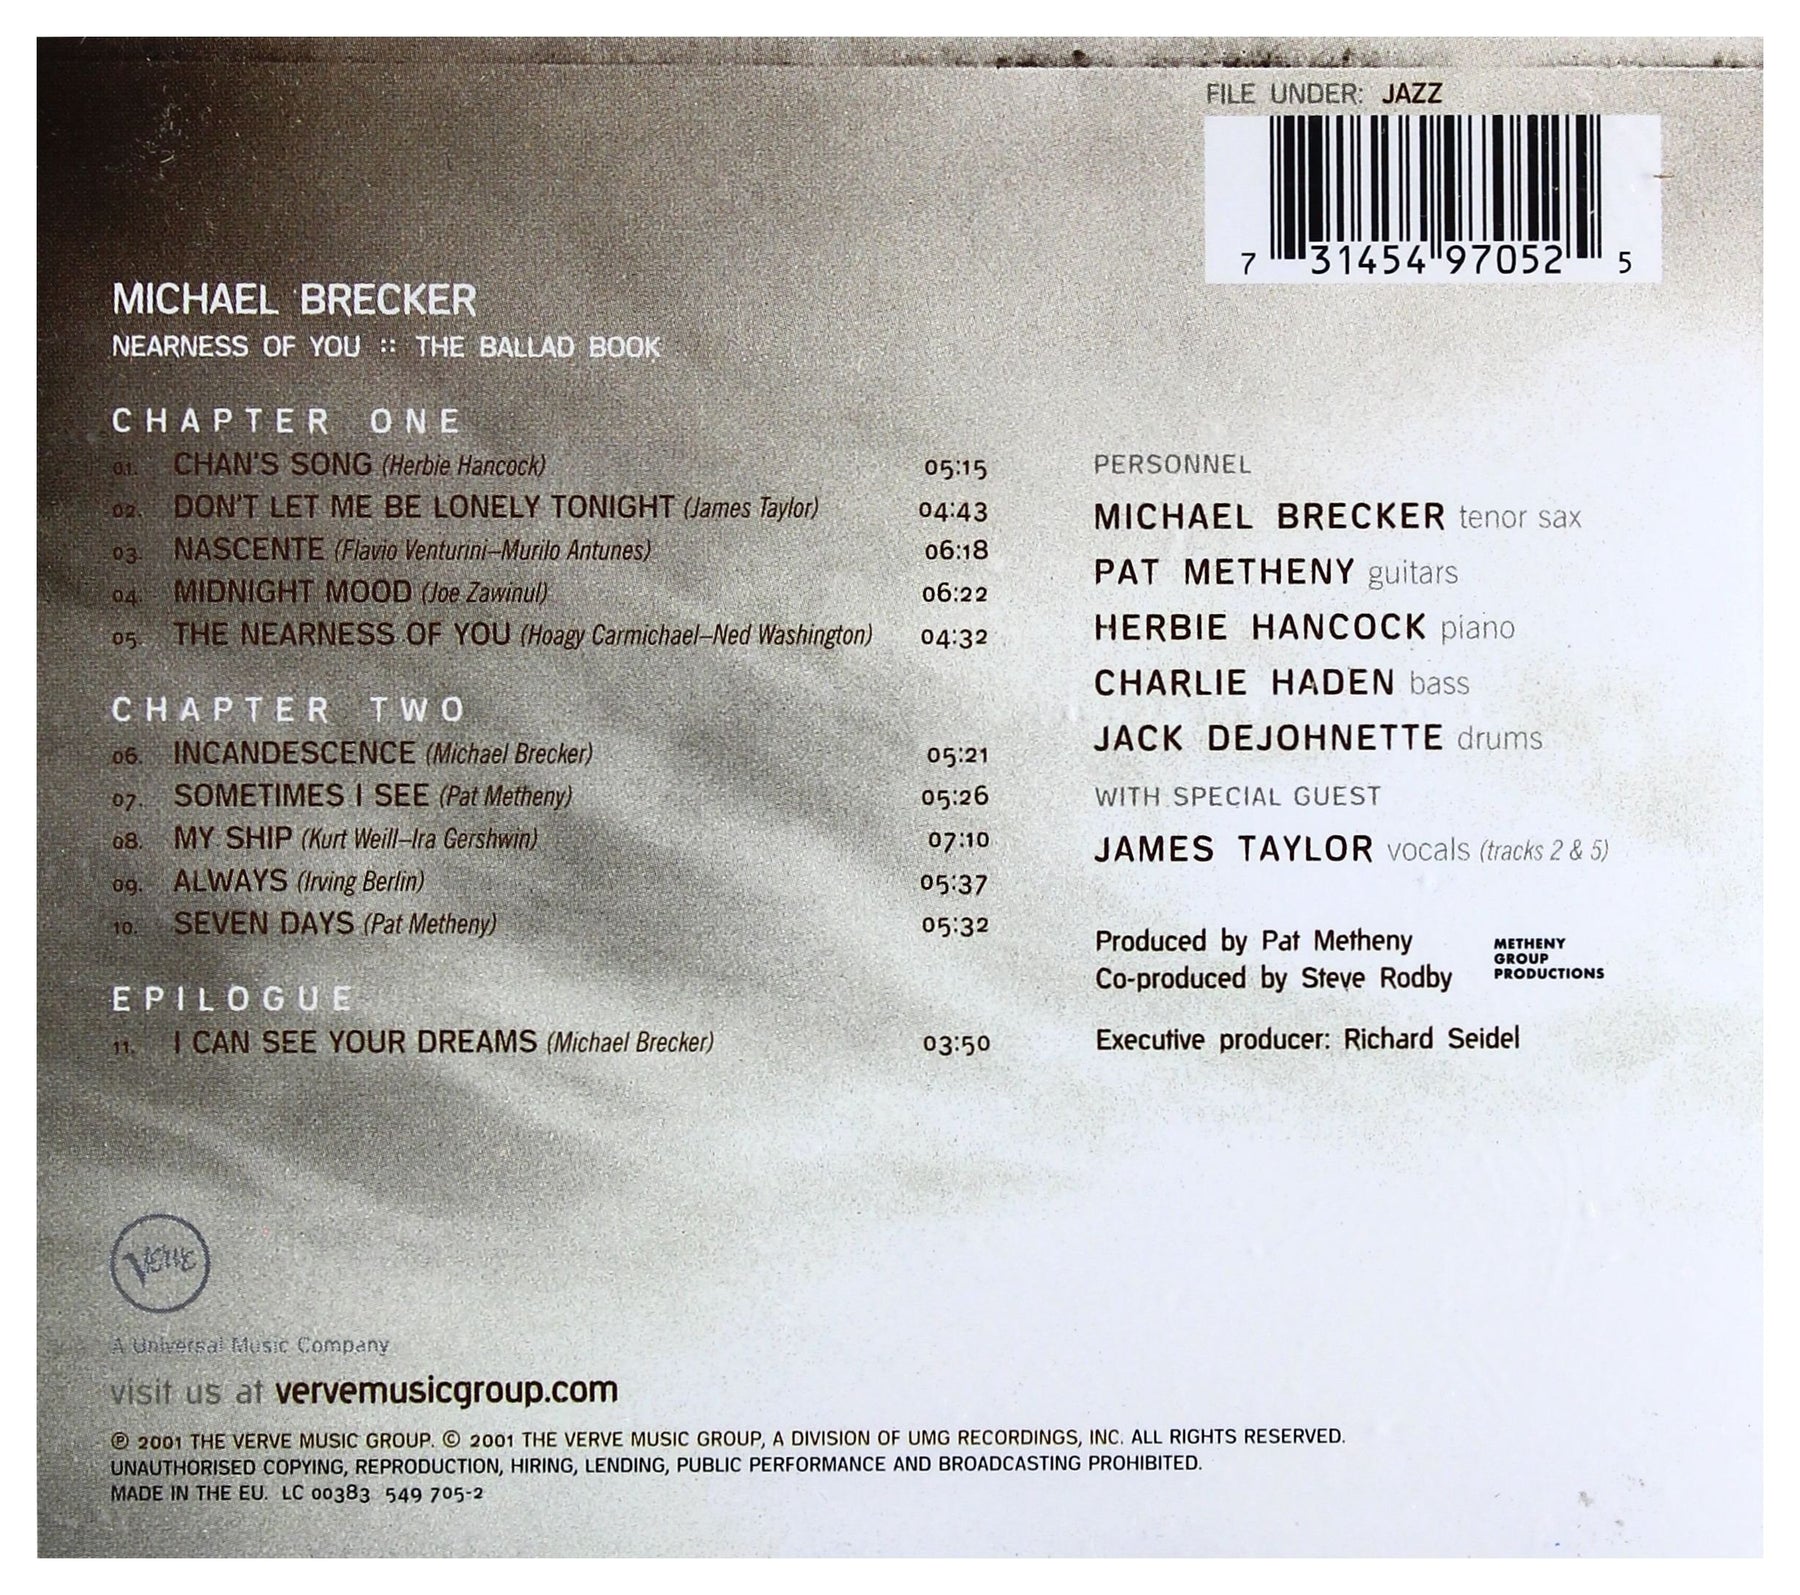 FILE UNDER: JAZZ
7 31454 97052 5
MICHAEL BRECKER
NEARNESS OF YOU :: THE BALLAD BOOK
CHAPTER ONE
01. CHAN'S SONG (Herbie Hancock) 05:15
02. DON'T LET ME BE LONELY TONIGHT (James Taylor) 04:43
03. NASCENTE (Flavio Venturini–Murilo Antunes) 06:18
04. MIDNIGHT MOOD (Joe Zawinul) 06:22
05. THE NEARNESS OF YOU (Hoagy Carmichael–Ned Washington) 04:32
CHAPTER TWO
06. INCANDESCENCE (Michael Brecker) 05:21
07. SOMETIMES I SEE (Pat Metheny) 05:26
08. MY SHIP (Kurt Weill–Ira Gershwin) 07:10
09. ALWAYS (Irving Berlin) 05:37
10. SEVEN DAYS (Pat Metheny) 05:32
EPILOGUE
11. I CAN SEE YOUR DREAMS (Michael Brecker) 03:50
PERSONNEL
MICHAEL BRECKER tenor sax
PAT METHENY guitars
HERBIE HANCOCK piano
CHARLIE HADEN bass
JACK DEJOHNETTE drums
WITH SPECIAL GUEST
JAMES TAYLOR vocals (tracks 2 & 5)
Produced by Pat Metheny
Co-produced by Steve Rodby
METHENY
GROUP
PRODUCTIONS
Executive producer: Richard Seidel
VERVE
A Universal Music Company
visit us at vervemusicgroup.com
℗ 2001 THE VERVE MUSIC GROUP. © 2001 THE VERVE MUSIC GROUP, A DIVISION OF UMG RECORDINGS, INC. ALL RIGHTS RESERVED.
UNAUTHORISED COPYING, REPRODUCTION, HIRING, LENDING, PUBLIC PERFORMANCE AND BROADCASTING PROHIBITED.
MADE IN THE EU. LC 00383 549 705-2